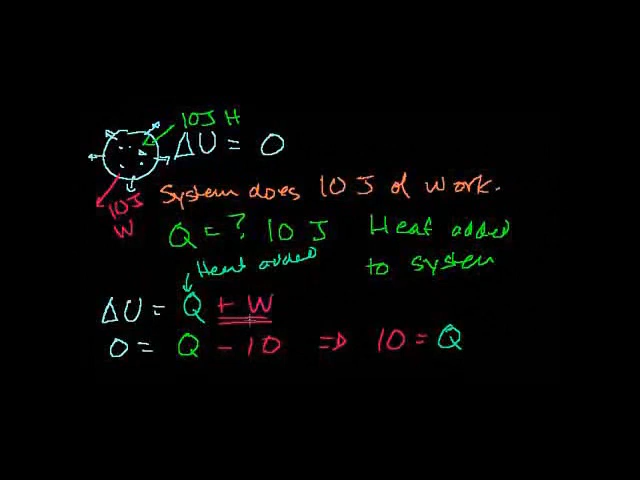 10J H
ΔU = 0
10J
W
System does 10 J of work.
Q = ? 10 J Heat added
to system
Heat added
ΔU = Q + W
0 = Q - 10 ⇒ 10 = Q